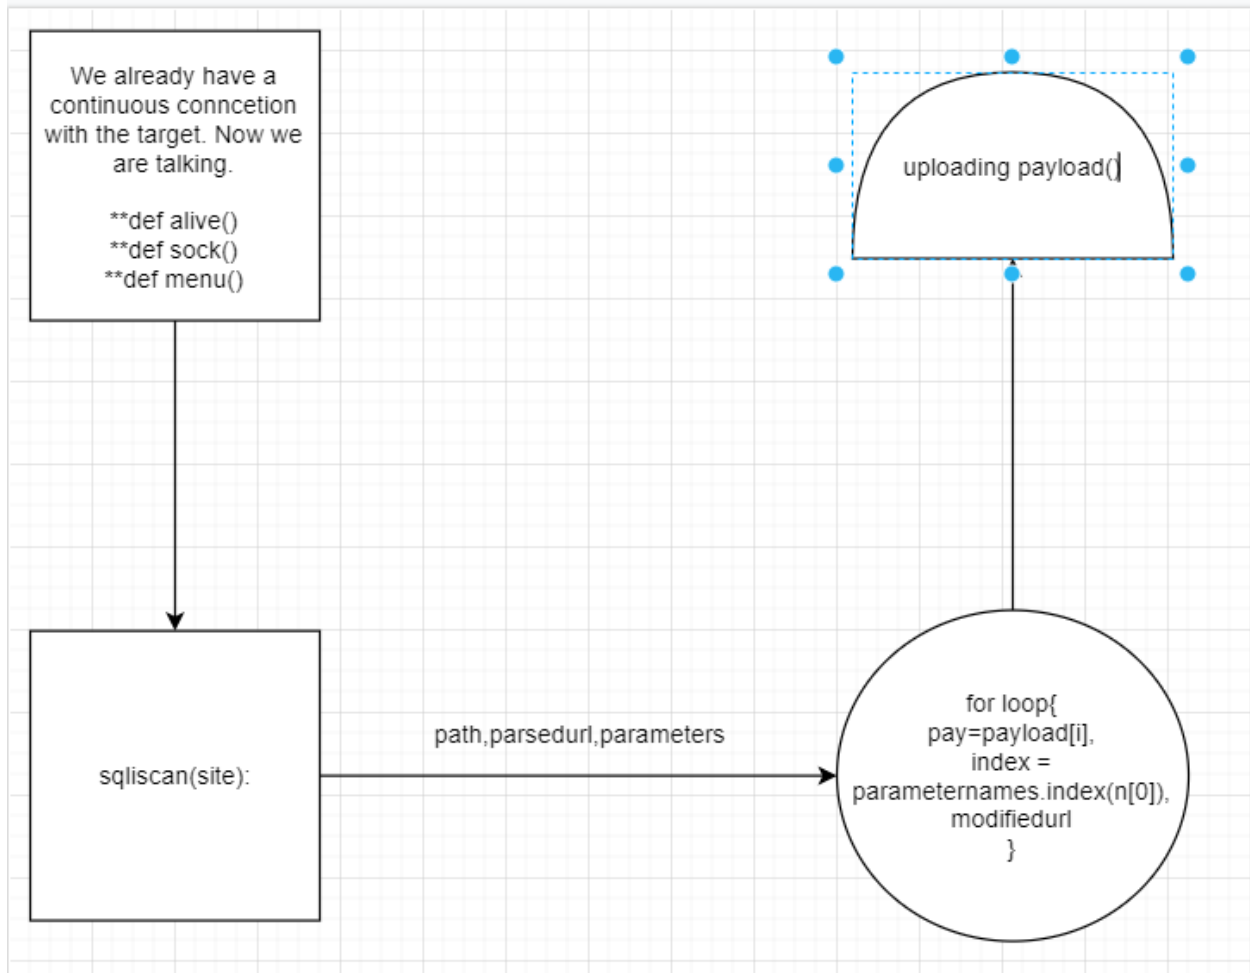 We already have a
continuous conncetion
with the target. Now we
are talking.
**def alive()
**def sock()
**def menu()
sqliscan(site):
path,parsedurl,parameters
for loop{
pay=payload[i],
index =
parameternames.index(n[0]),
modifiedurl
}
uploading payload()